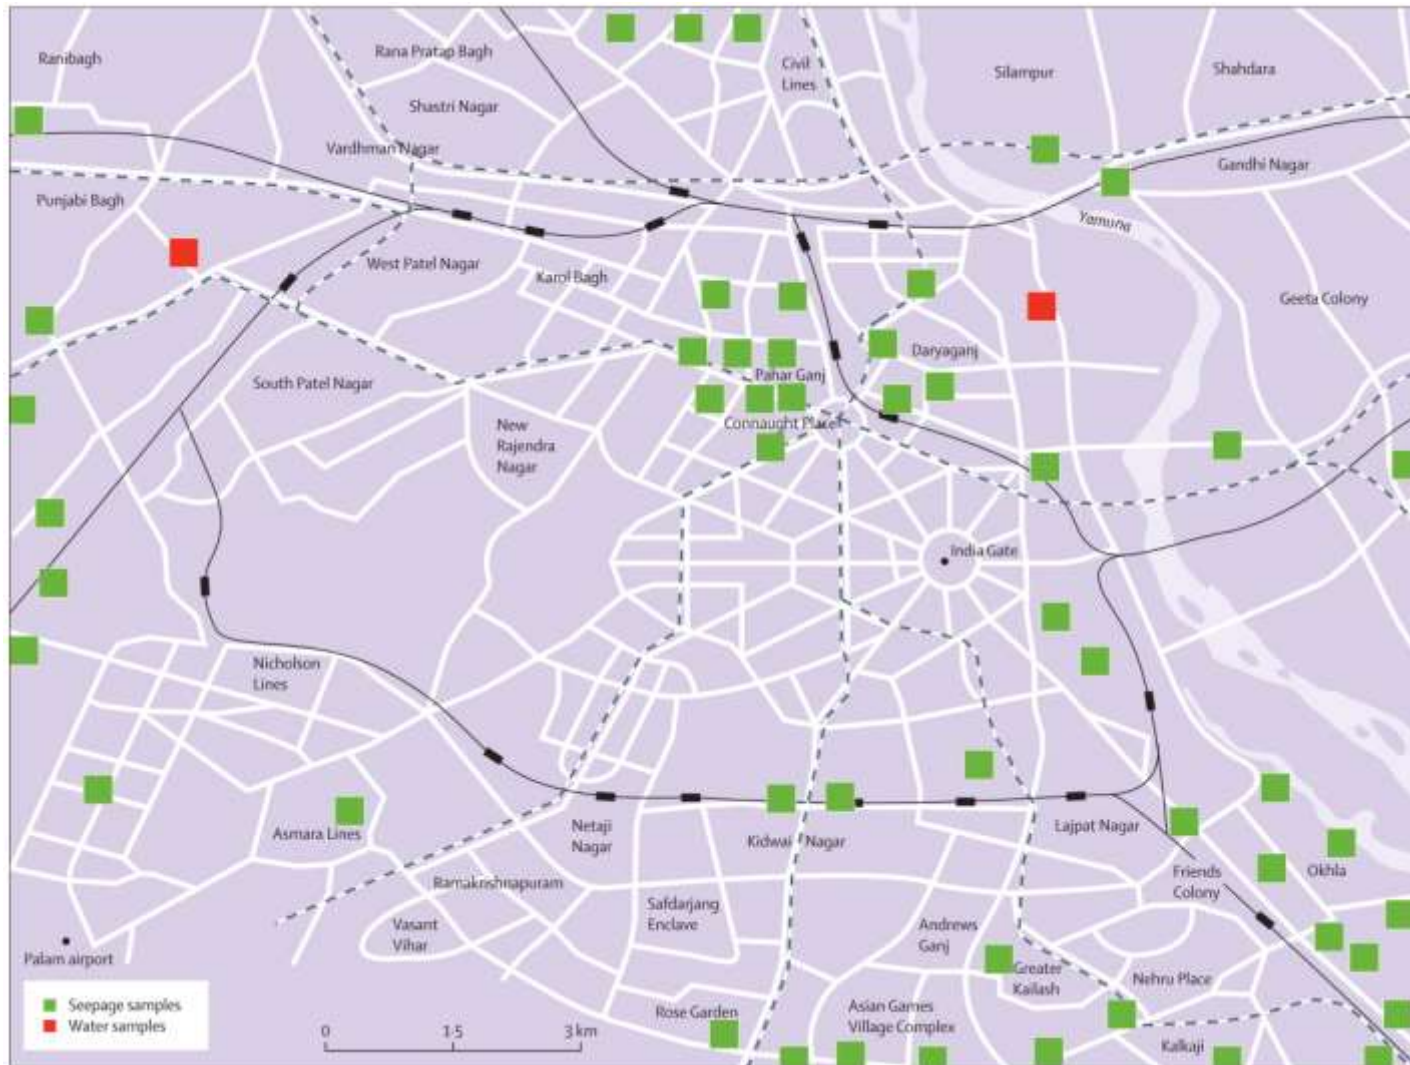 Ranibagh
Rana Pratap Bagh
Civil
Lines
Silampur
Shahdara
Shastri Nagar
Vardhman Nagar
Gandhi Nagar
Punjabi Bagh
Yamuna
West Patel Nagar
Karol Bagh
Geeta Colony
Daryaganj
South Patel Nagar
Pahar Ganj
Connaught Place
New
Rajendra
Nagar
India Gate
Nicholson
Lines
Asmara Lines
Netaji
Nagar
Kidwai Nagar
Lajpat Nagar
Friends
Colony
Okhla
Ramakrishnapuram
Safdarjang
Enclave
Vasant
Vihar
Andrews
Ganj
Palam airport
Greater
Kailash
Nehru Place
Rose Garden
Asian Games
Village Complex
Kalkaji
Seepage samples
Water samples
0 1·5 3 km